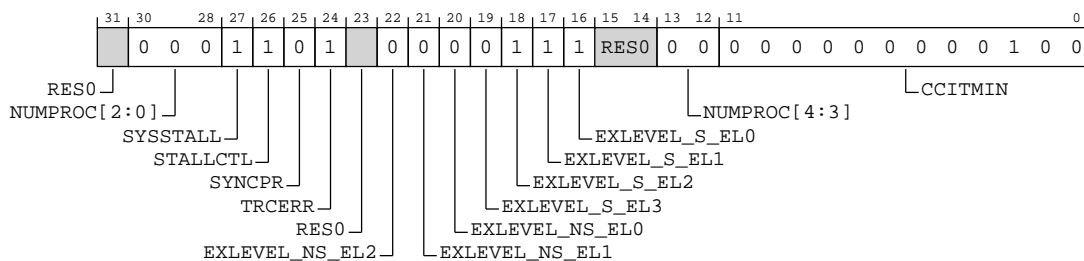 31 30 28 27 26 25 24 23 22 21 20 19 18 17 16 15 14 13 12 11 0
0 0 0 1 1 0 1 0 0 0 0 1 1 1 RES0 0 0 0 0 0 0 0 0 0 0 0 1 0 0
RES0 CCITMIN
NUMPROC[2:0] NUMPROC[4:3]
SYSSTALL EXLEVEL_S_EL0
STALLCTL EXLEVEL_S_EL1
SYNCPR EXLEVEL_S_EL2
TRCERR EXLEVEL_S_EL3
RES0 EXLEVEL_NS_EL0
EXLEVEL_NS_EL2 EXLEVEL_NS_EL1